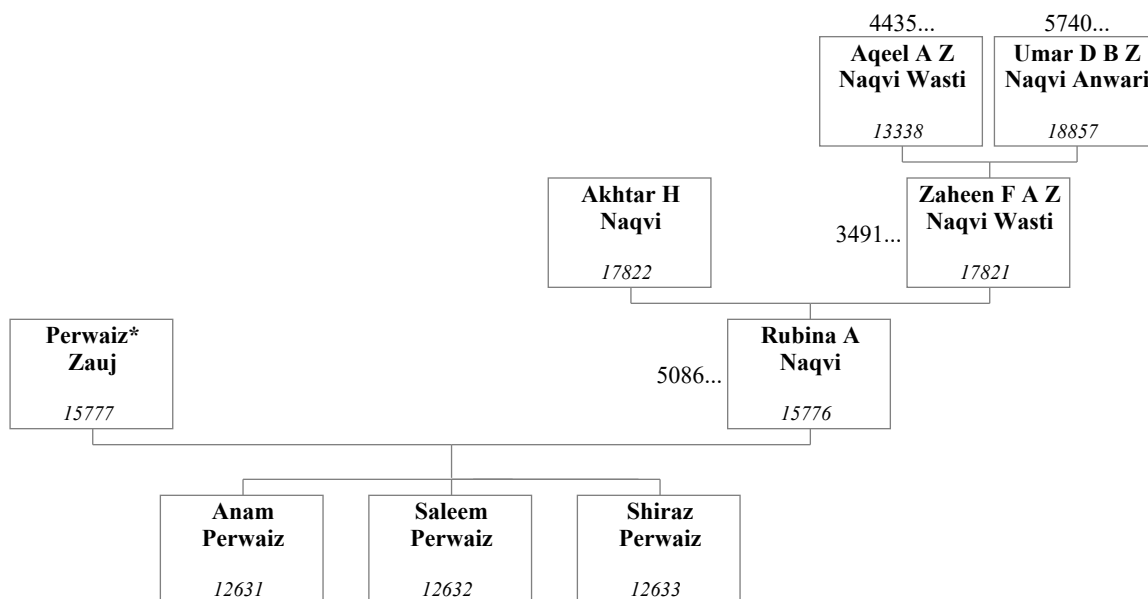 4435...
5740...
Aqeel A Z
Naqvi Wasti
13338
Umar D B Z
Naqvi Anwari
18857
Akhtar H
Naqvi
17822
3491...
Zaheen F A Z
Naqvi Wasti
17821
Perwaiz*
Zauj
15777
5086...
Rubina A
Naqvi
15776
Anam
Perwaiz
12631
Saleem
Perwaiz
12632
Shiraz
Perwaiz
12633